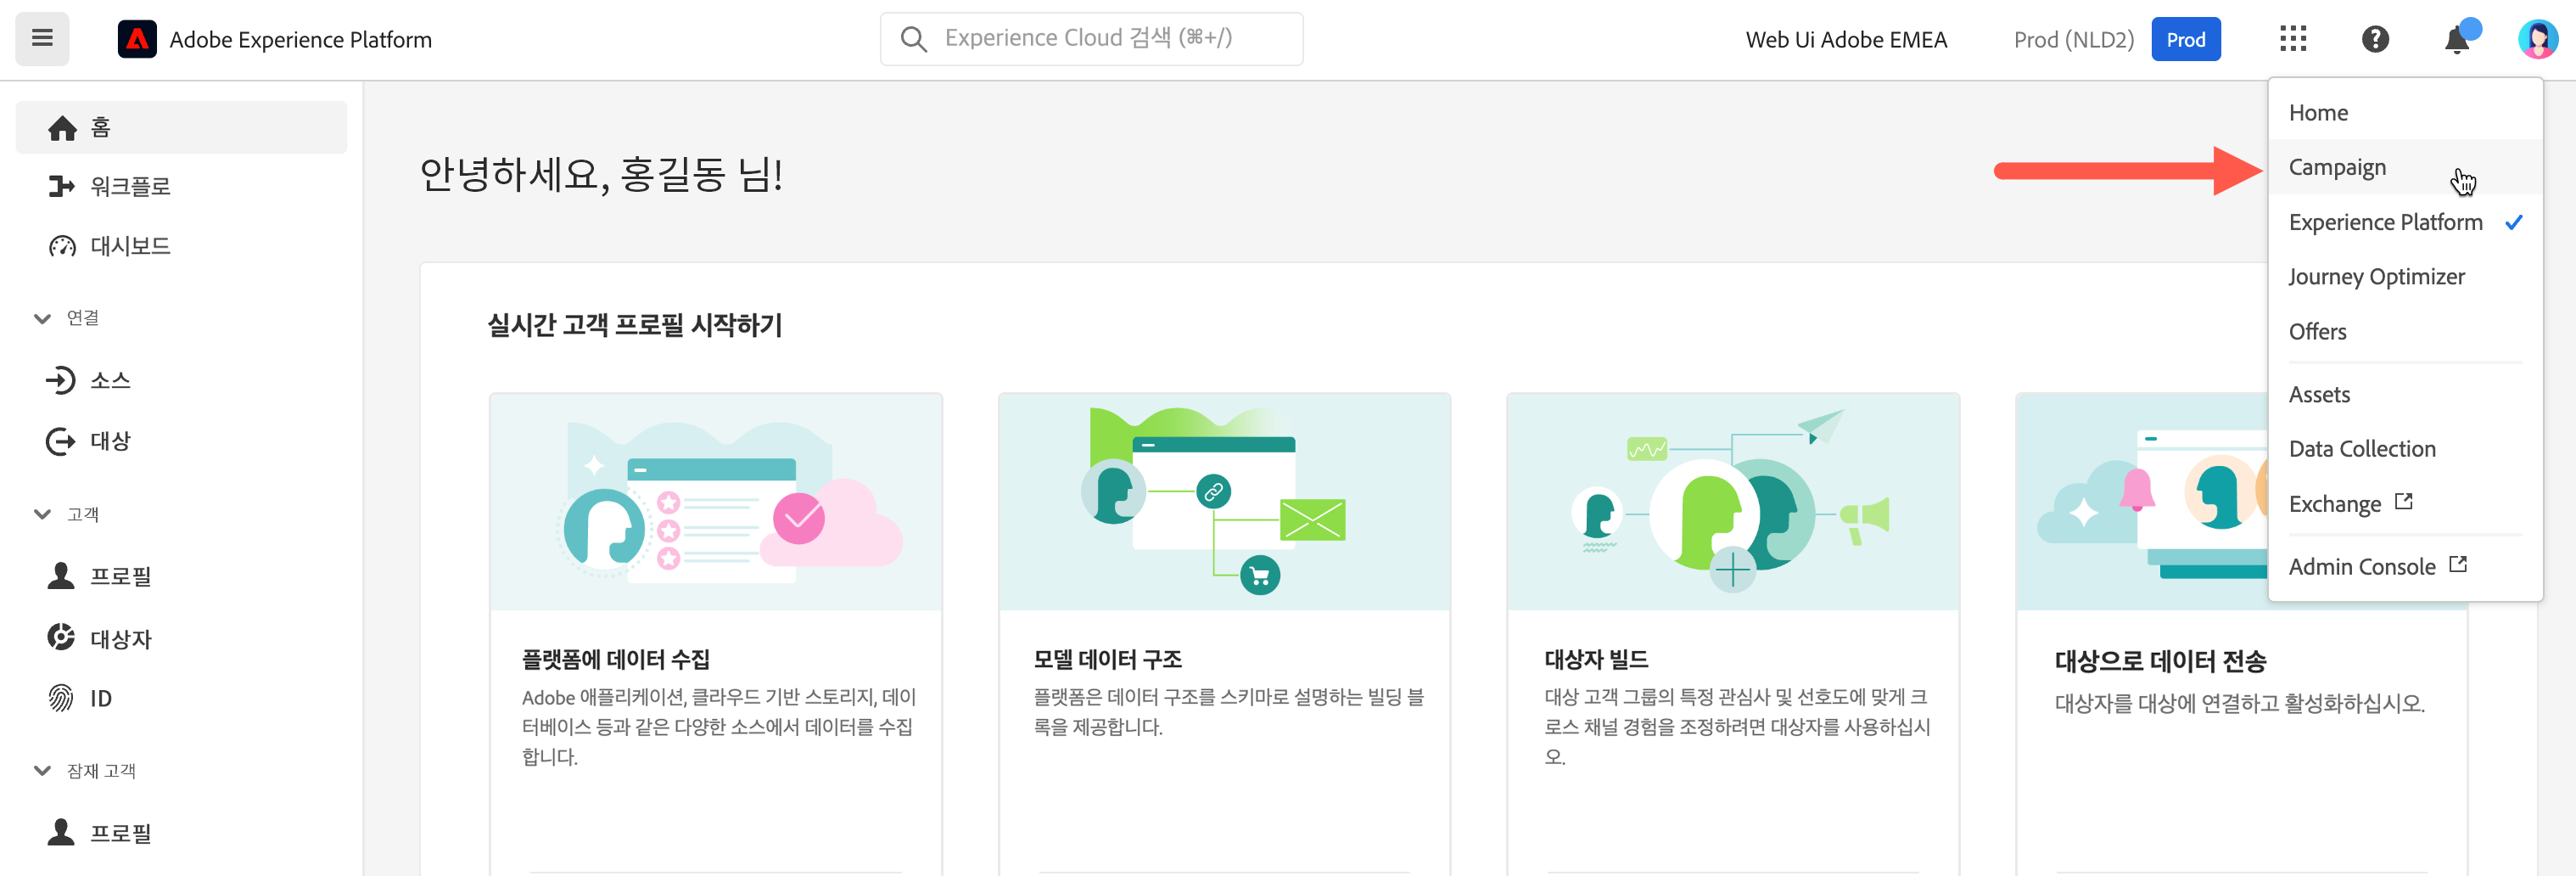 Adobe Experience Platform
Experience Cloud 검색 (⌘+/)
Web Ui Adobe EMEA
Prod (NLD2)
Prod
Home
Campaign
Experience Platform
Journey Optimizer
Offers
Assets
Data Collection
Exchange
Admin Console
홈
워크플로
대시보드
연결
소스
대상
고객
프로필
대상자
ID
잠재 고객
프로필
안녕하세요, 홍길동 님!
실시간 고객 프로필 시작하기
플랫폼에 데이터 수집
Adobe 애플리케이션, 클라우드 기반 스토리지, 데이
터베이스 등과 같은 다양한 소스에서 데이터를 수집
합니다.
모델 데이터 구조
플랫폼은 데이터 구조를 스키마로 설명하는 빌딩 블
록을 제공합니다.
대상자 빌드
대상 고객 그룹의 특정 관심사 및 선호도에 맞게 크
로스 채널 경험을 조정하려면 대상자를 사용하십시
오.
대상으로 데이터 전송
대상자를 대상에 연결하고 활성화하십시오.